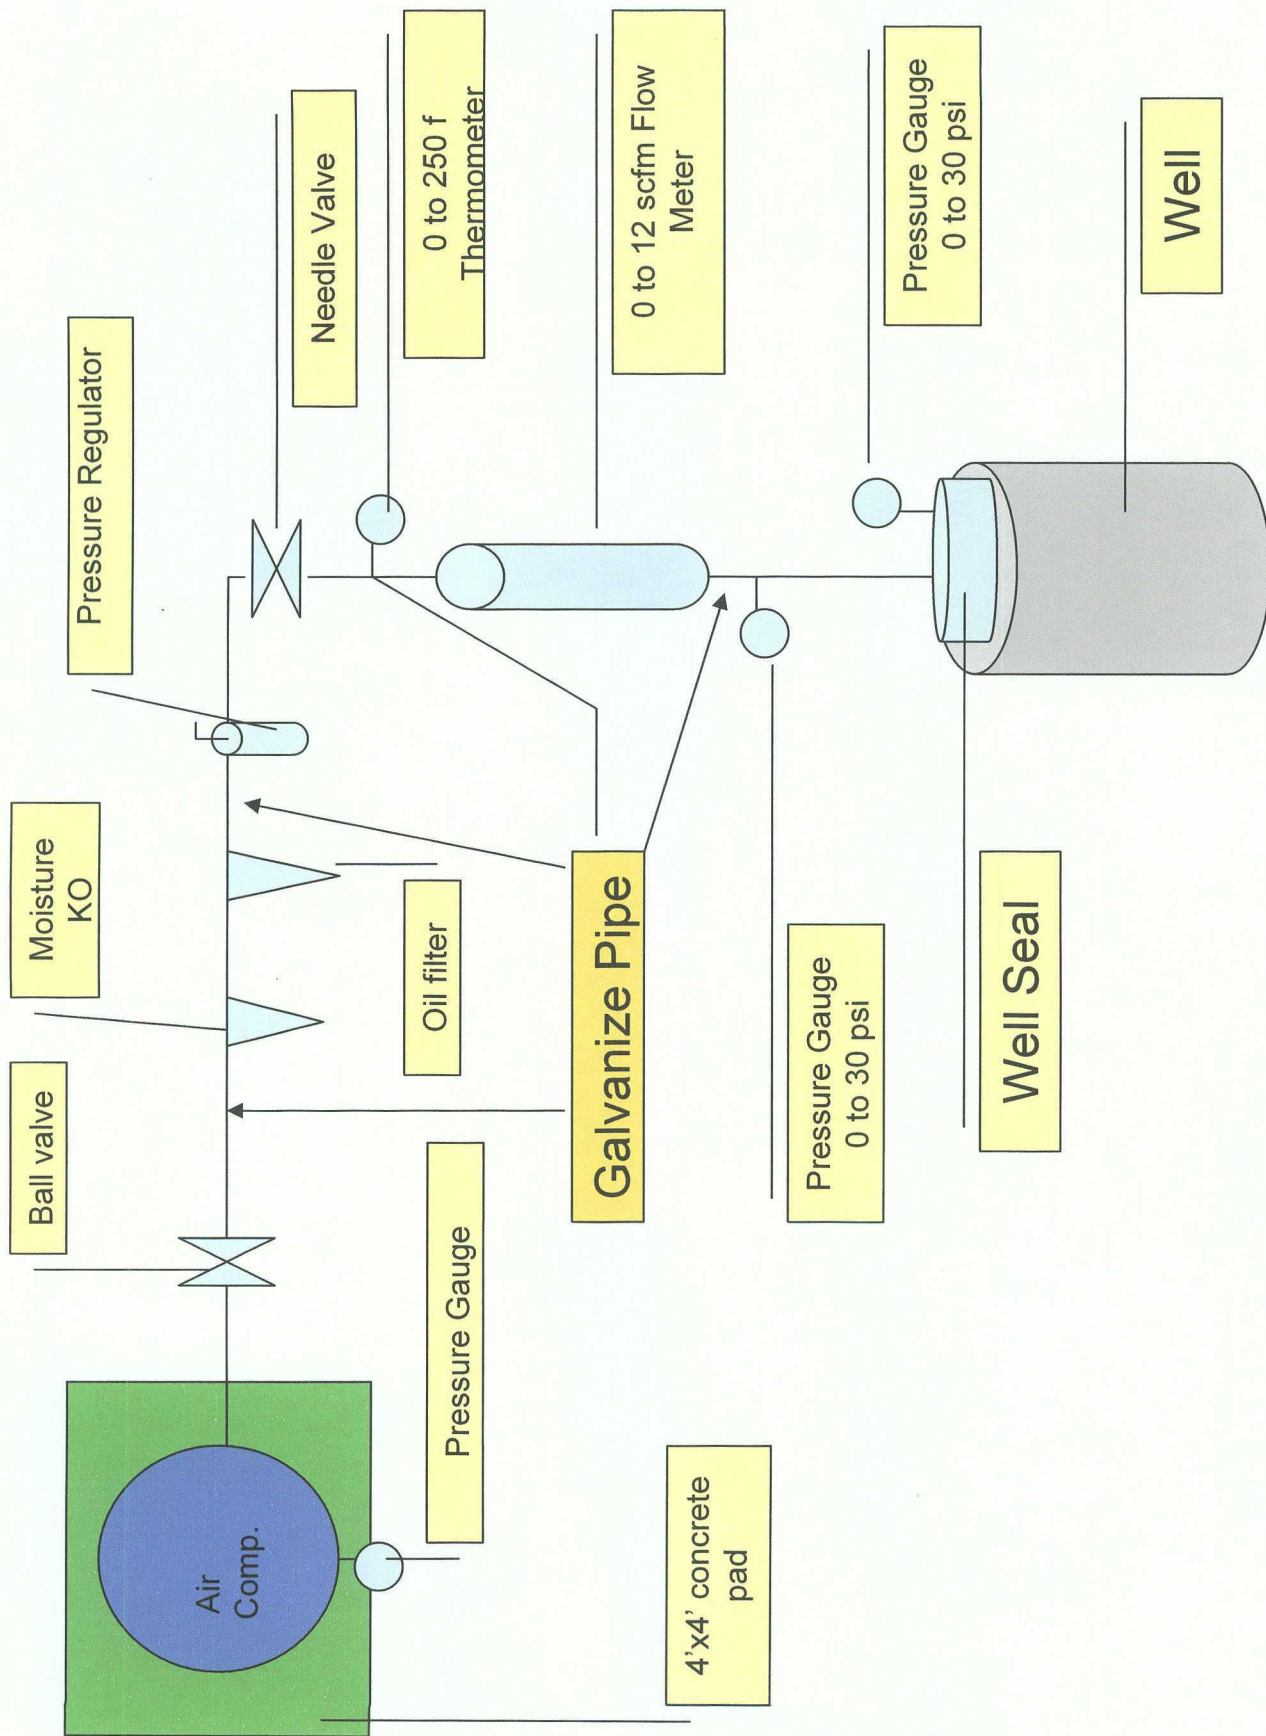 Air
Comp.
4'x4' concrete
pad
Pressure Gauge
Ball valve
Moisture
KO
Oil filter
Pressure Regulator
Galvanize Pipe
Needle Valve
0 to 250 f
Thermometer
0 to 12 scfm Flow
Meter
Pressure Gauge
0 to 30 psi
Pressure Gauge
0 to 30 psi
Well Seal
Well